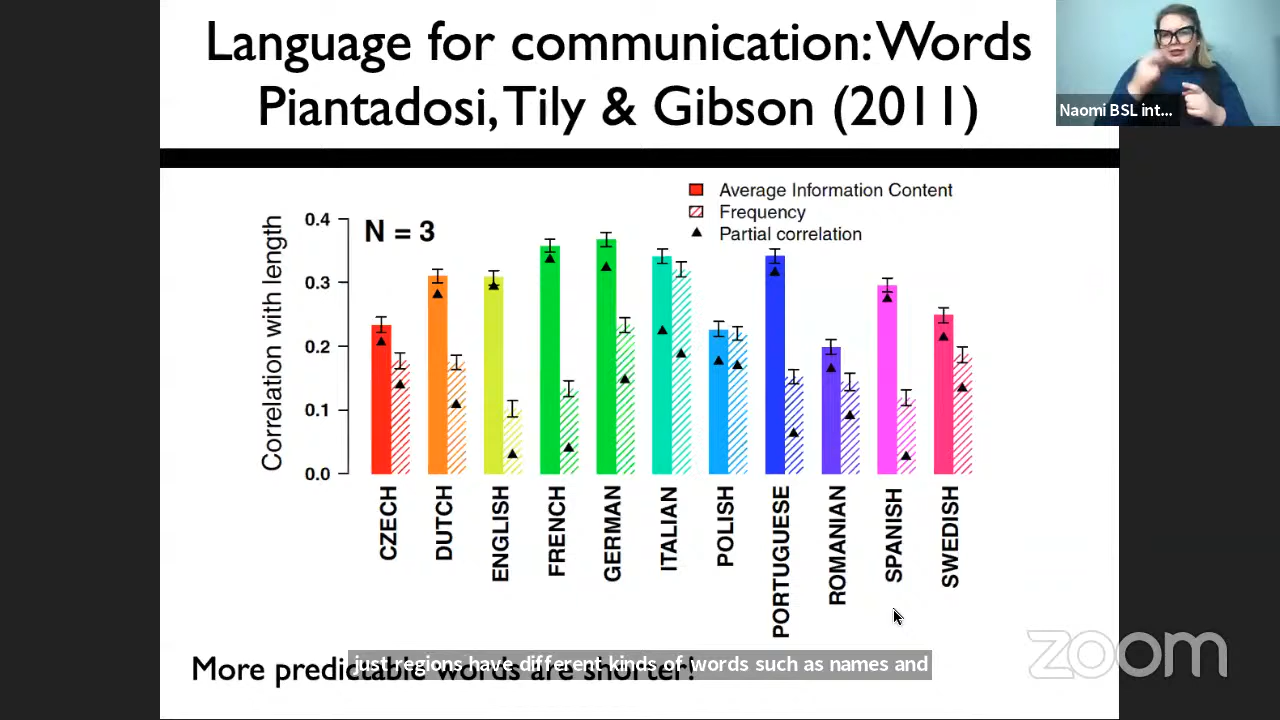 Language for communication: Words
Piantadosi, Tily & Gibson (2011)
Naomi BSL int...
Average Information Content
Frequency
Partial correlation
N = 3
Correlation with length
0.4
0.3
0.2
0.1
0.0
CZECH
DUTCH
ENGLISH
FRENCH
GERMAN
ITALIAN
POLISH
PORTUGUESE
ROMANIAN
SPANISH
SWEDISH
More predictable words are shorter!
just regions have different kinds of words such as names and
zoom